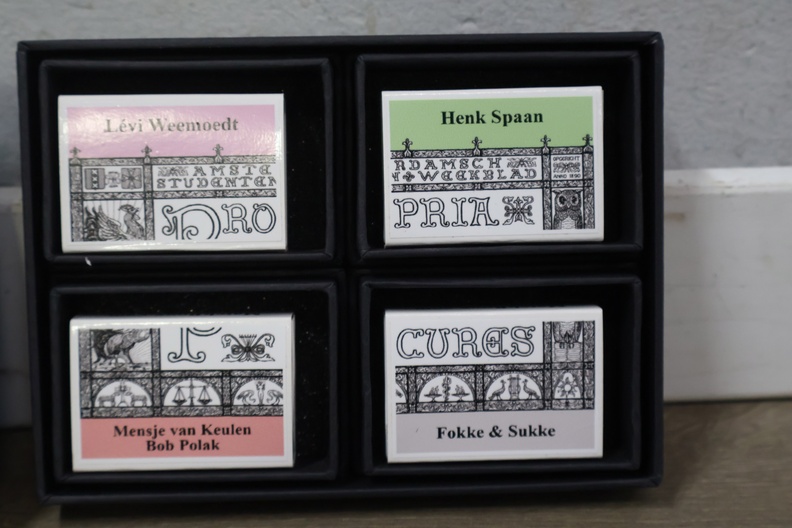 Lévi Weemoedt
AMSTE
STUDENTEN
PRO
Henk Spaan
RDAMSCH
WEEKBLAD
OPGERICHT
ANNO 1890
PRIA
P
Mensje van Keulen
Bob Polak
CURES
Fokke & Sukke